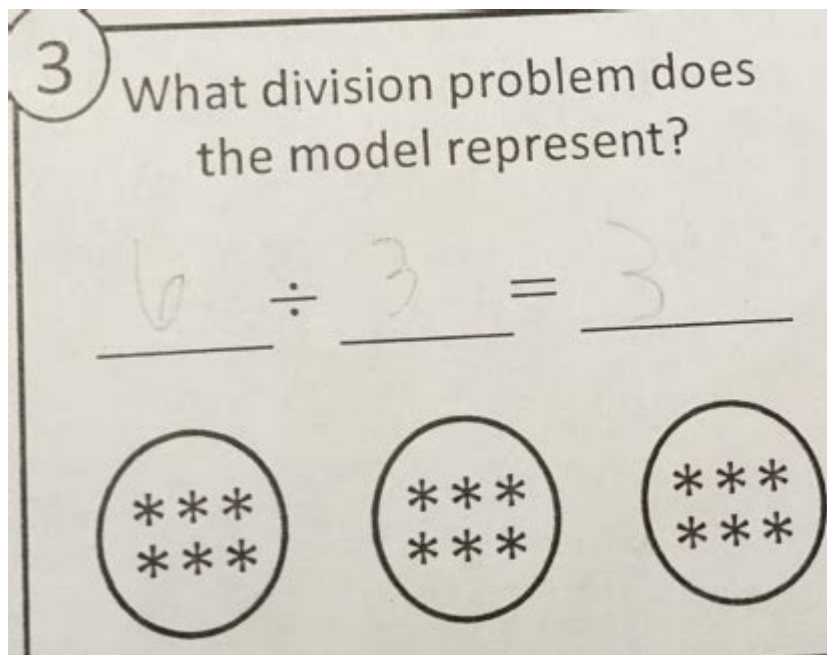 3
What division problem does
the model represent?
6 ÷ 3 = 3
* * *
* * *
* * *
* * *
* * *
* * *